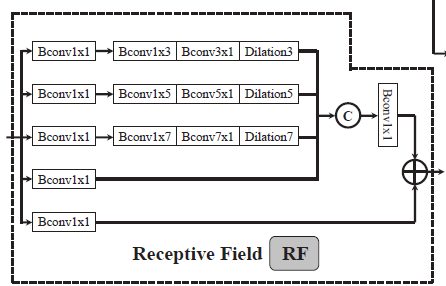 Bconv1x1 Bconv1x3 Bconv3x1 Dilation3
Bconv1x1 Bconv1x5 Bconv5x1 Dilation5
Bconv1x1 Bconv1x7 Bconv7x1 Dilation7
Bconv1x1
Bconv1x1
C
Bconv1x1
Receptive Field RF